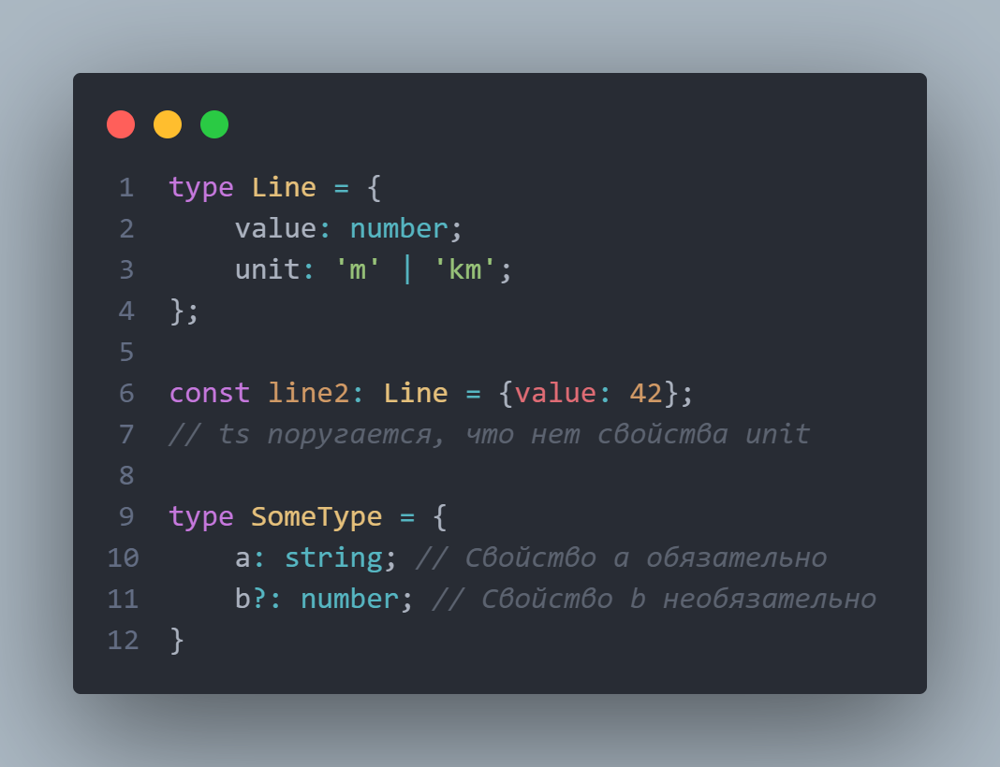 1 type Line = {
2     value: number;
3     unit: 'm' | 'km';
4 };
5
6 const line2: Line = {value: 42};
7 // ts поругается, что нет свойства unit
8
9 type SomeType = {
10     a: string; // Свойство a обязательно
11     b?: number; // Свойство b необязательно
12 }